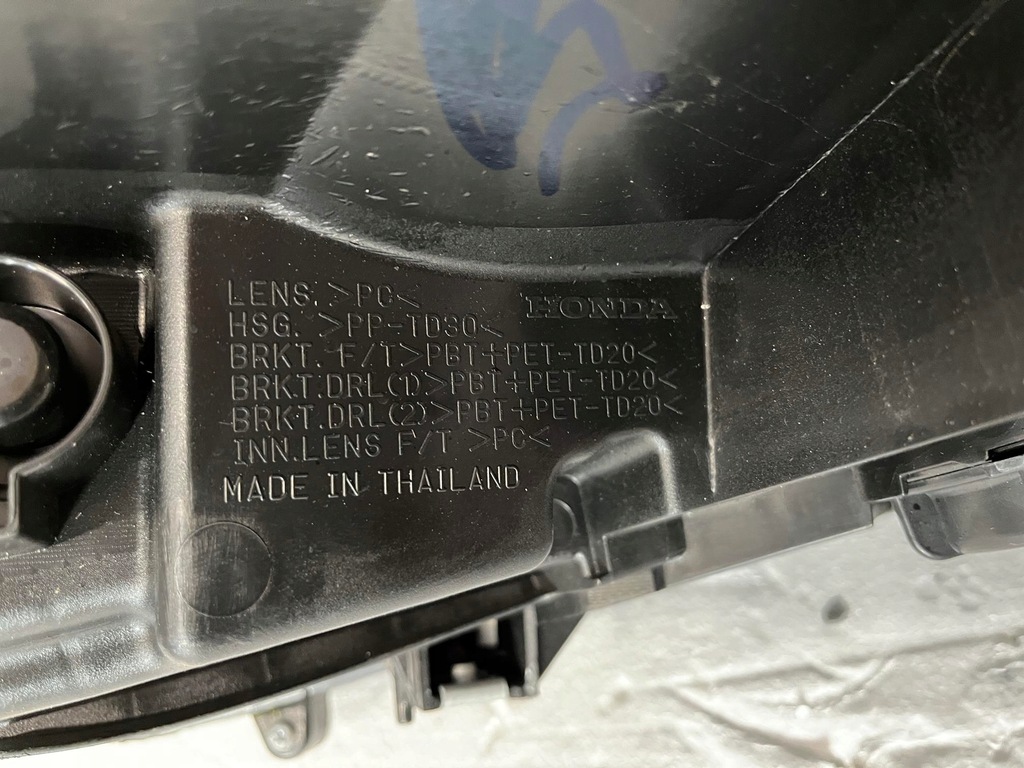 LENS. >PC<
HONDA
HSG. >PP-TD30<
BRKT. F/T>PBT+PET-TD20<
BRKT.DRL(1)>PBT+PET-TD20<
BRKT.DRL(2)>PBT+PET-TD20<
INN.LENS F/T >PC<
MADE IN THAILAND